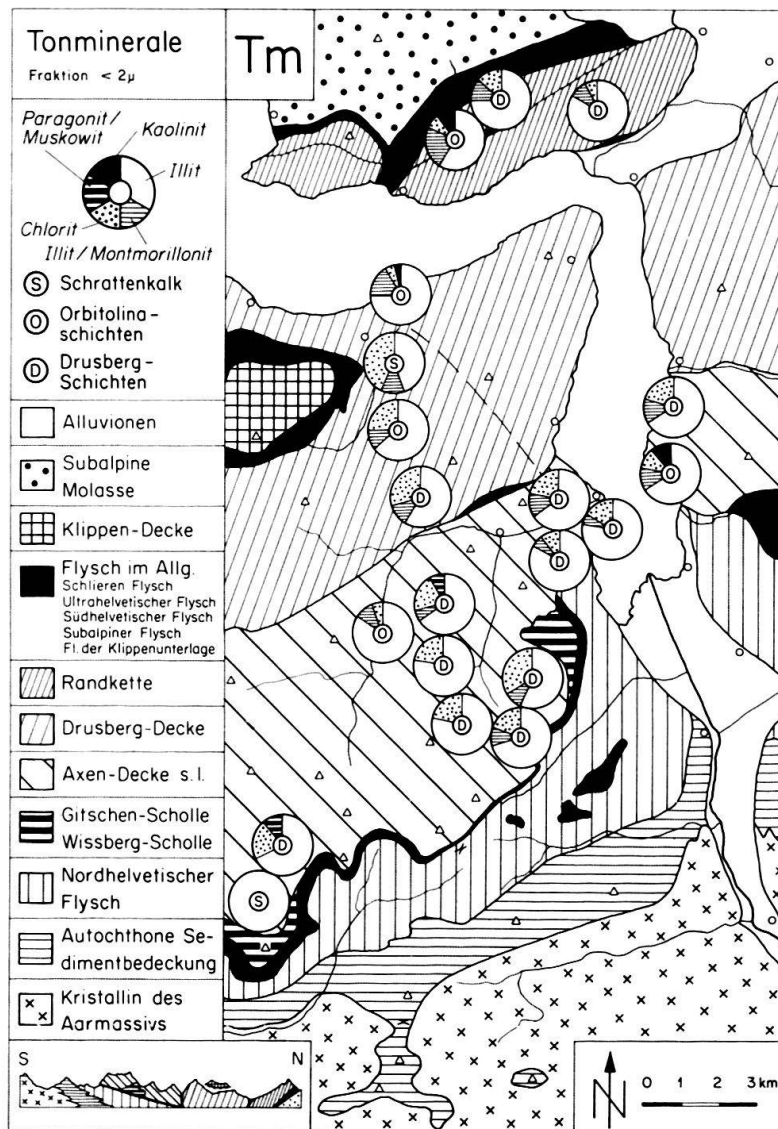 Tonminerale
Fraktion < 2µ
Tm
Paragonit/
Muskowit
Kaolinit
Illit
Chlorit
Illit/Montmorillonit
S Schrattenkalk
O Orbitolina-
schichten
D Drusberg-
Schichten
Alluvionen
Subalpine
Molasse
Klippen-Decke
Flysch im Allg.
Schlieren Flysch
Ultrahelvetischer Flysch
Südhelvetischer Flysch
Subalpiner Flysch
Fl. der Klippenunterlage
Randkette
Drusberg-Decke
Axen-Decke s.l.
Gitschen-Scholle
Wissberg-Scholle
Nordhelvetischer
Flysch
Autochthone Se-
dimentbedeckung
Kristallin des
Aarmassivs
S N
D
D
O
O
S
O
D
D
O
D
D
D
D
O
D
O
D
D
D
S
N
0 1 2 3 km